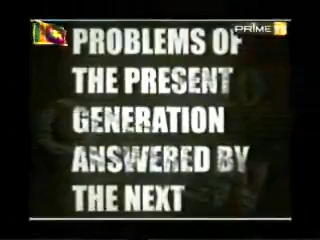 PRIME
PROBLEMS OF
THE PRESENT
GENERATION
ANSWERED BY
THE NEXT